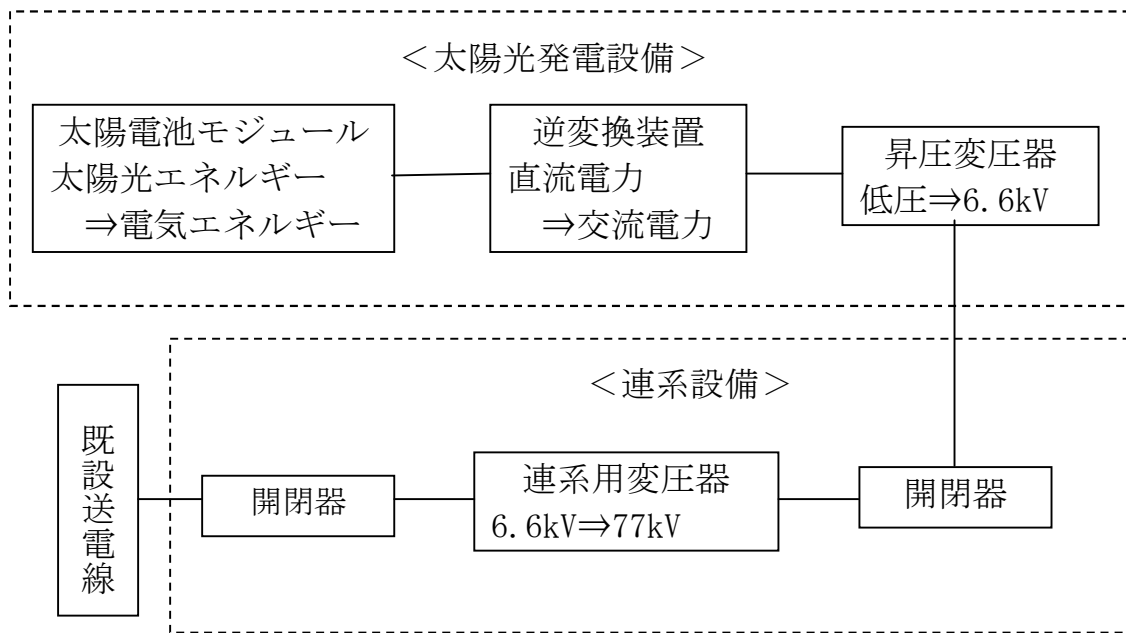 ＜太陽光発電設備＞
太陽電池モジュール
太陽光エネルギー
⇒電気エネルギー
逆変換装置
直流電力
⇒交流電力
昇圧変圧器
低圧⇒6.6kV
＜連系設備＞
既設送電線
開閉器
連系用変圧器
6.6kV⇒77kV
開閉器